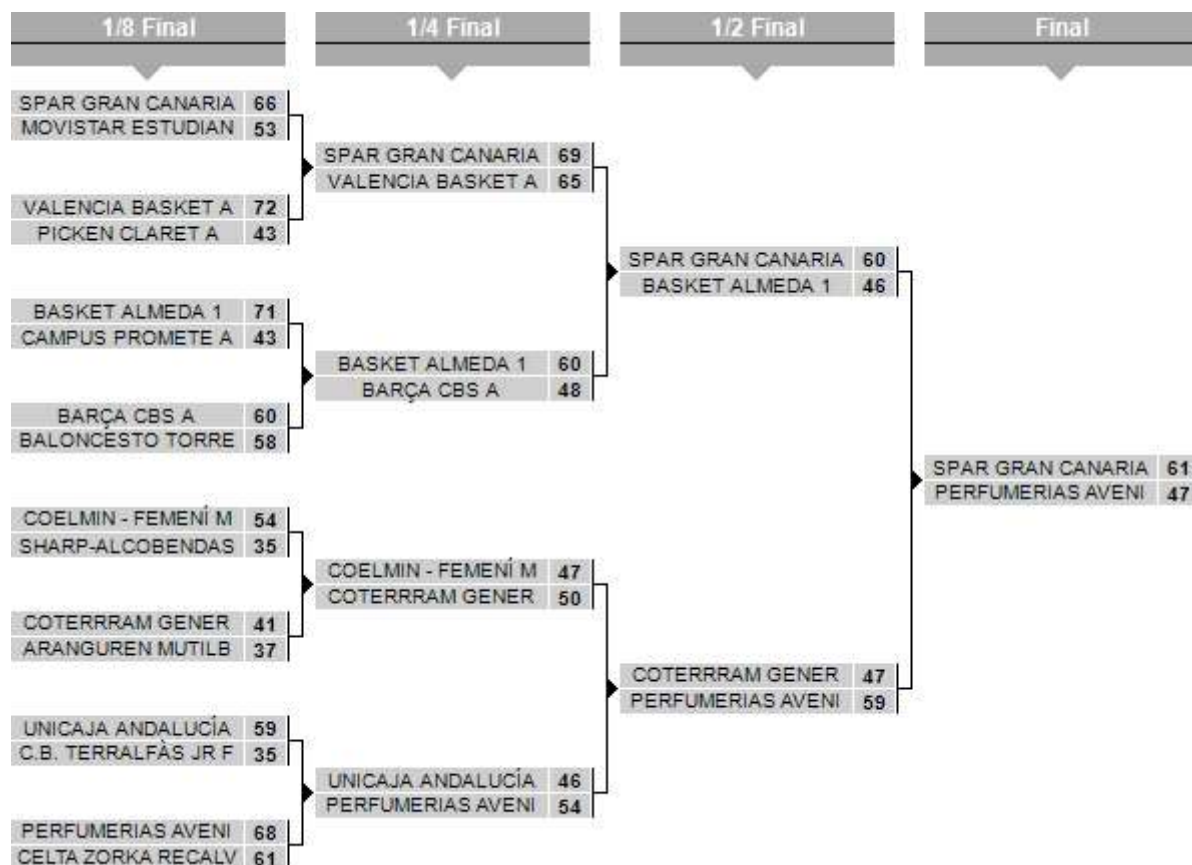 1/8 Final
1/4 Final
1/2 Final
Final
SPAR GRAN CANARIA 66
MOVISTAR ESTUDIAN 53
VALENCIA BASKET A 72
PICKEN CLARET A 43
BASKET ALMEDA 1 71
CAMPUS PROMETE A 43
BARÇA CBS A 60
BALONCESTO TORRE 58
COELMIN - FEMENÍ M 54
SHARP-ALCOBENDAS 35
COTERRRAM GENER 41
ARANGUREN MUTILB 37
UNICAJA ANDALUCÍA 59
C.B. TERRALFÀS JR F 35
PERFUMERIAS AVENI 68
CELTA ZORKA RECALV 61
SPAR GRAN CANARIA 69
VALENCIA BASKET A 65
BASKET ALMEDA 1 60
BARÇA CBS A 48
COELMIN - FEMENÍ M 47
COTERRRAM GENER 50
UNICAJA ANDALUCÍA 46
PERFUMERIAS AVENI 54
SPAR GRAN CANARIA 60
BASKET ALMEDA 1 46
COTERRRAM GENER 47
PERFUMERIAS AVENI 59
SPAR GRAN CANARIA 61
PERFUMERIAS AVENI 47